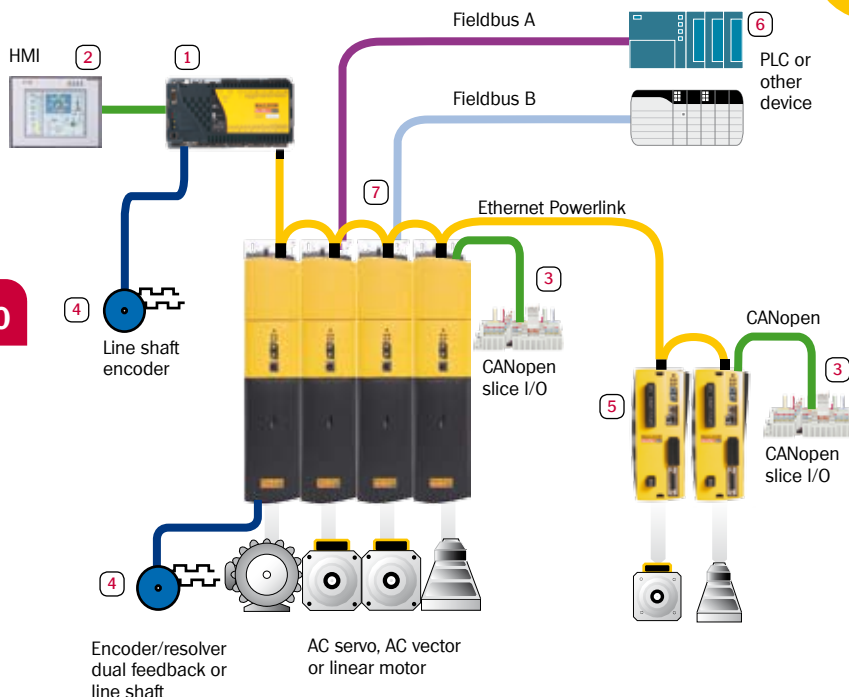 Fieldbus A
6
HMI
2
1
PLC or
other
device
Fieldbus B
7
Ethernet Powerlink
3
4
0
CANopen
Line shaft
encoder
CANopen
slice I/O
3
5
CANopen
slice I/O
4
Encoder/resolver
dual feedback or
line shaft
AC servo, AC vector
or linear motor